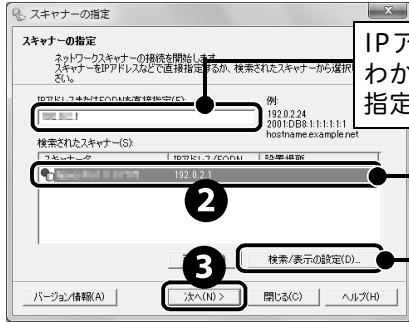 スキャナーの指定
スキャナーの指定
ネットワークスキャナーの接続を開始します。
スキャナーをIPアドレスなどで直接指定するか、検索されたスキャナーから選択
さい。
IPアド
わか
指定
IPアドレスまたはFQDNを直接指定(F):
例:
192.0.2.24
2001:DB8:1:1:1:1:1:1
hostname.example.net
検索されたスキャナー(S):
スキャナー名 IPアドレス/FQDN 設置場所
192.0.2.1
2
3
検索/表示の設定(D)...
バージョン情報(A) 次へ(N) > 閉じる(C) ヘルプ(H)